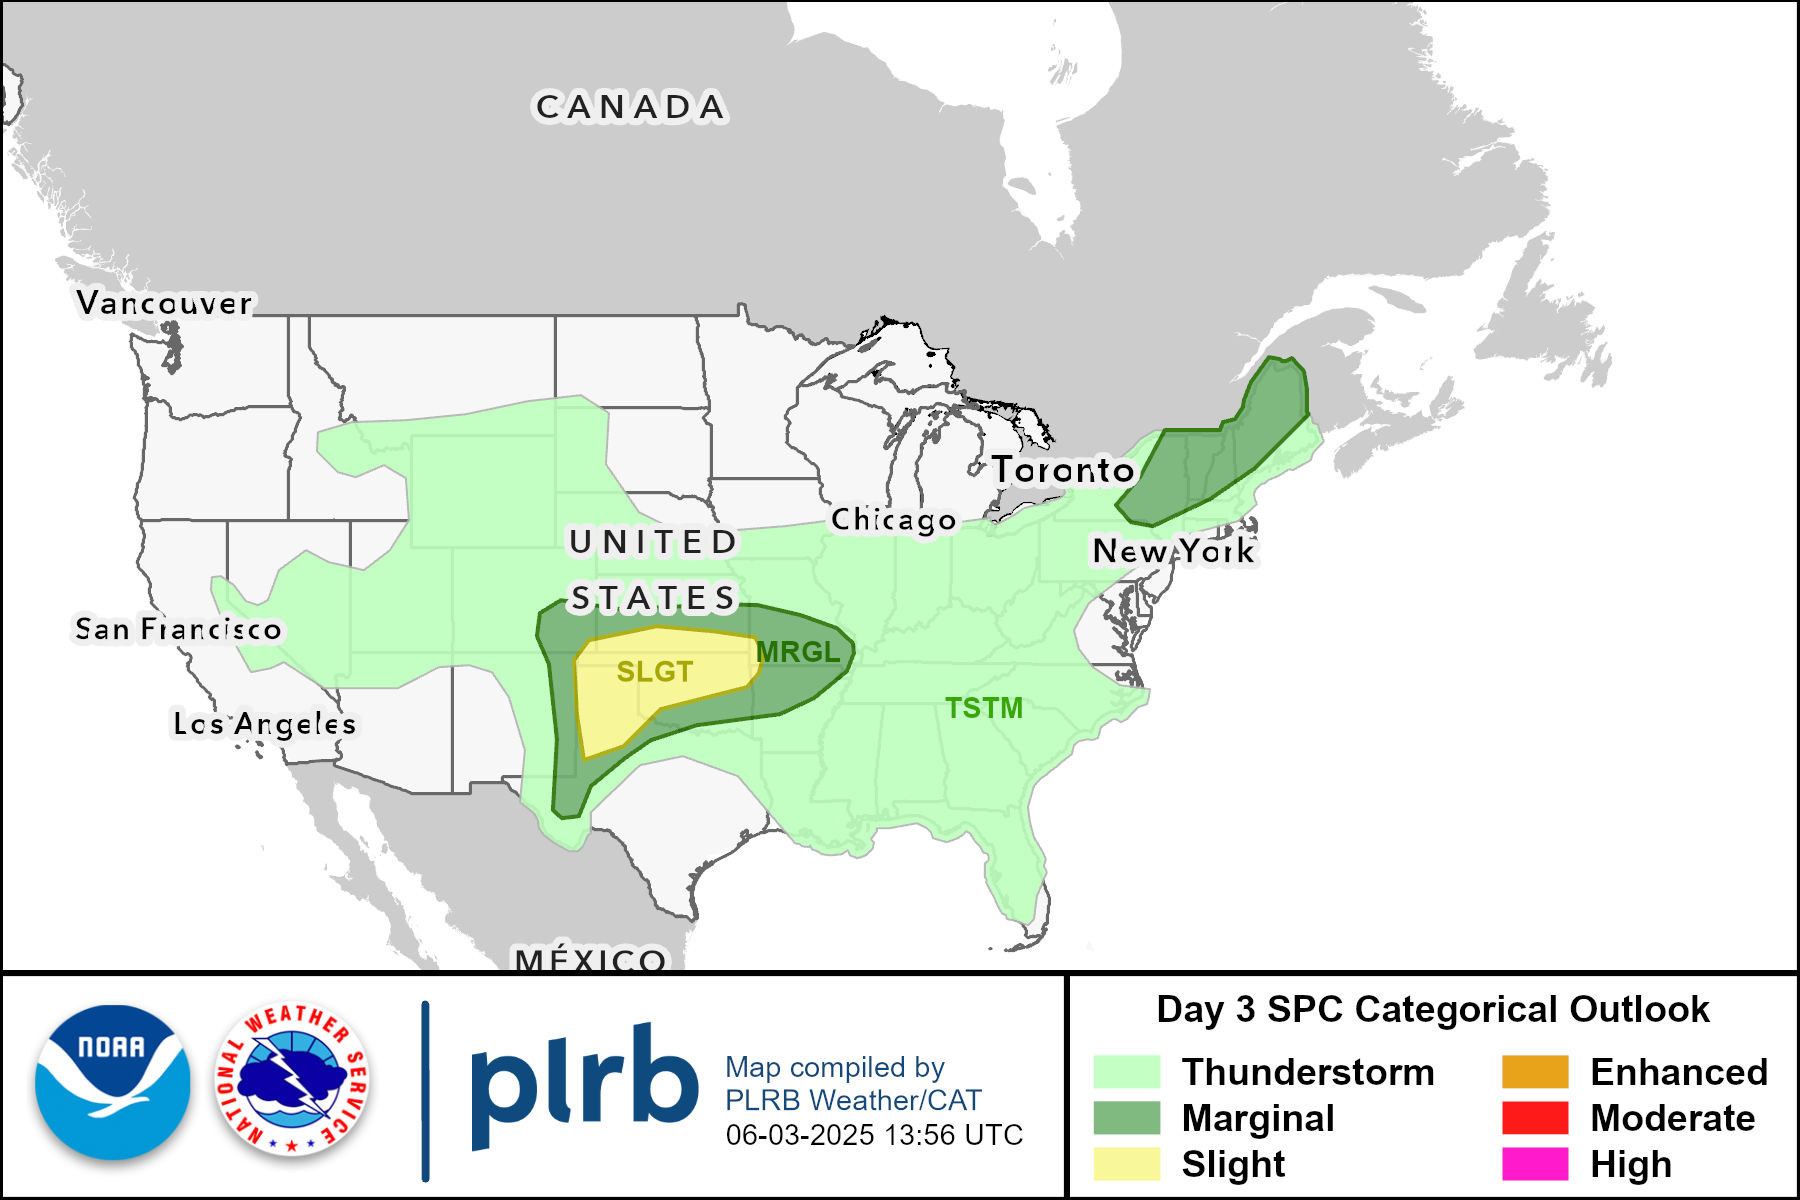 CANADA
Vancouver
Toronto
Chicago
UNITED
STATES
New York
San Francisco
MRGL
SLGT
TSTM
Los Angeles
MÉXICO
NOAA
NATIONAL WEATHER SERVICE
plrb
Map compiled by
PLRB Weather/CAT
06-03-2025 13:56 UTC
Day 3 SPC Categorical Outlook
Thunderstorm
Marginal
Slight
Enhanced
Moderate
High